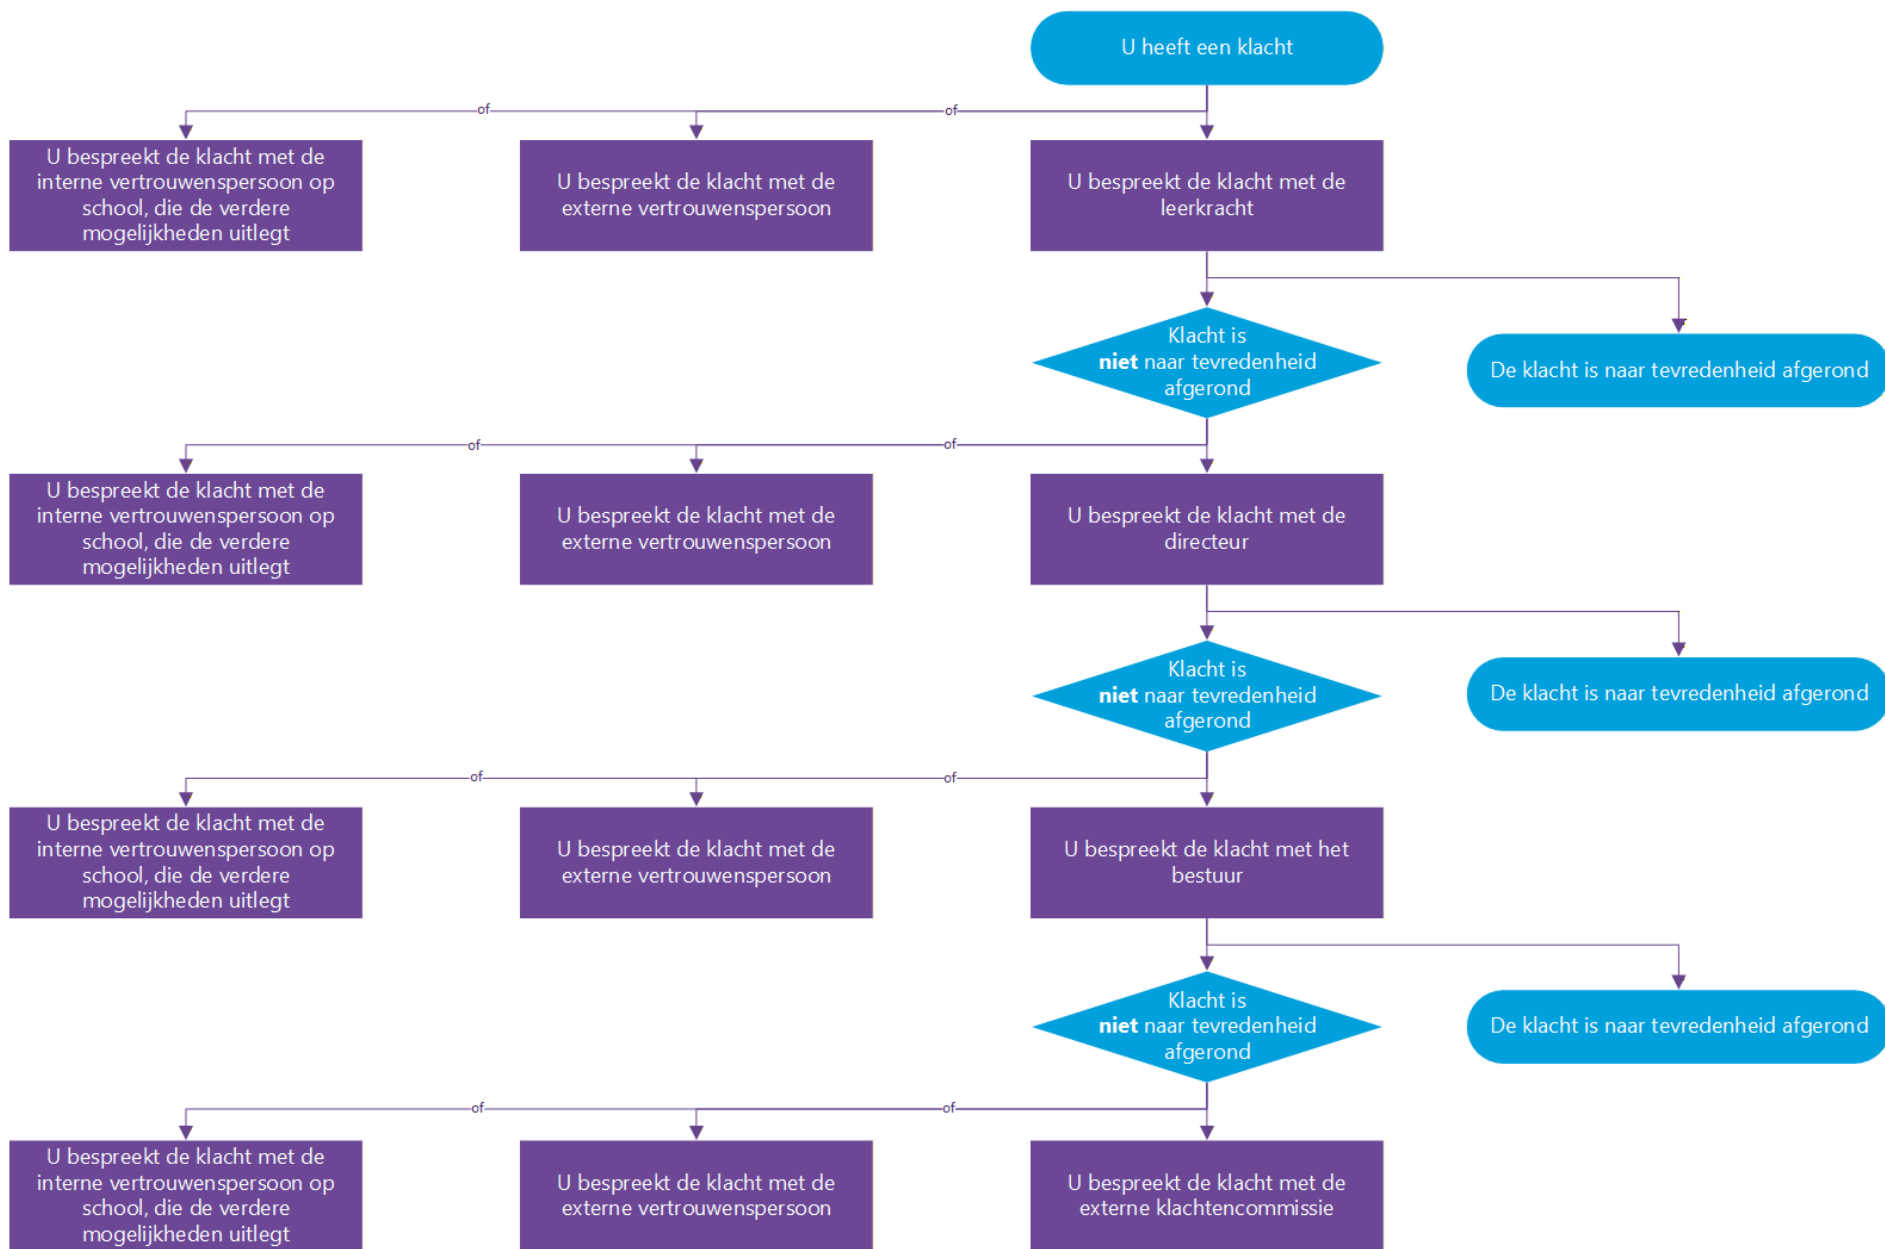 U heeft een klacht
of
of
U bespreekt de klacht met de
interne vertrouwenspersoon op
school, die de verdere
mogelijkheden uitlegt
U bespreekt de klacht met de
externe vertrouwenspersoon
U bespreekt de klacht met de
leerkracht
Klacht is
niet naar tevredenheid
afgerond
De klacht is naar tevredenheid afgerond
of
of
U bespreekt de klacht met de
interne vertrouwenspersoon op
school, die de verdere
mogelijkheden uitlegt
U bespreekt de klacht met de
externe vertrouwenspersoon
U bespreekt de klacht met de
directeur
Klacht is
niet naar tevredenheid
afgerond
De klacht is naar tevredenheid afgerond
of
of
U bespreekt de klacht met de
interne vertrouwenspersoon op
school, die de verdere
mogelijkheden uitlegt
U bespreekt de klacht met de
externe vertrouwenspersoon
U bespreekt de klacht met het
bestuur
Klacht is
niet naar tevredenheid
afgerond
De klacht is naar tevredenheid afgerond
of
of
U bespreekt de klacht met de
interne vertrouwenspersoon op
school, die de verdere
mogelijkheden uitlegt
U bespreekt de klacht met de
externe vertrouwenspersoon
U bespreekt de klacht met de
externe klachtencommissie